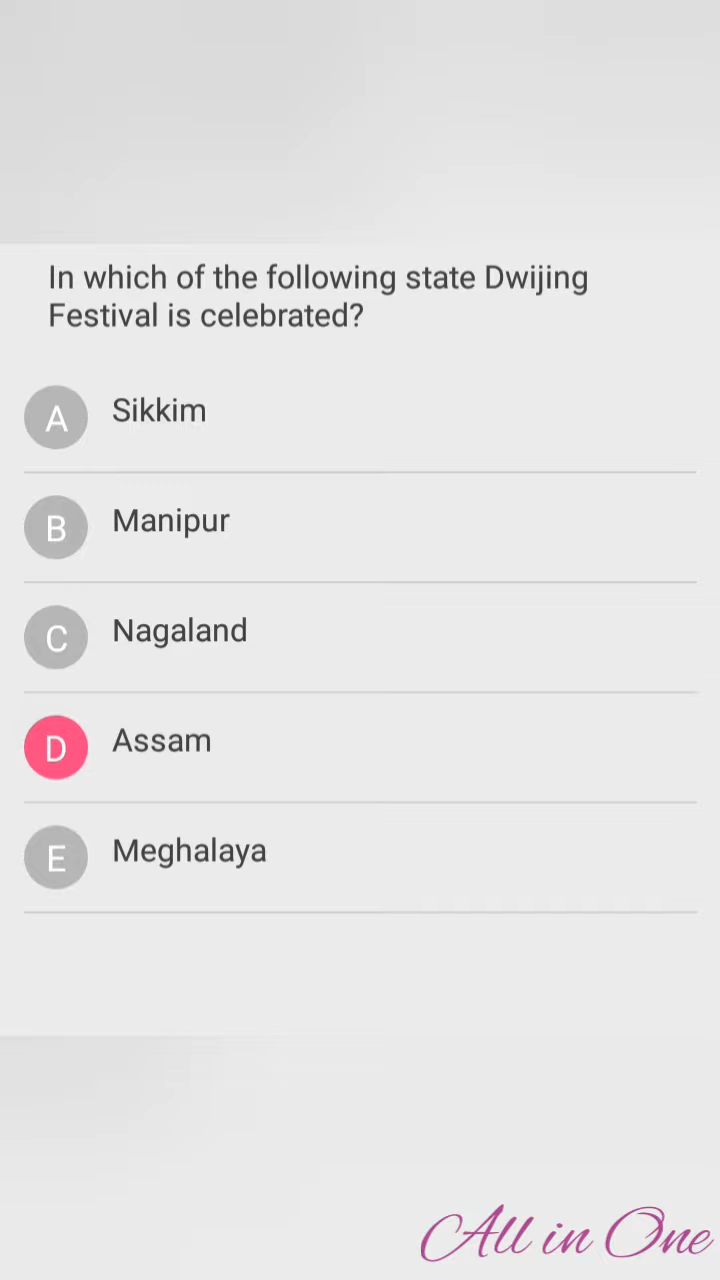 In which of the following state Dwijing
Festival is celebrated?
A Sikkim
B Manipur
C Nagaland
D Assam
E Meghalaya
All in One